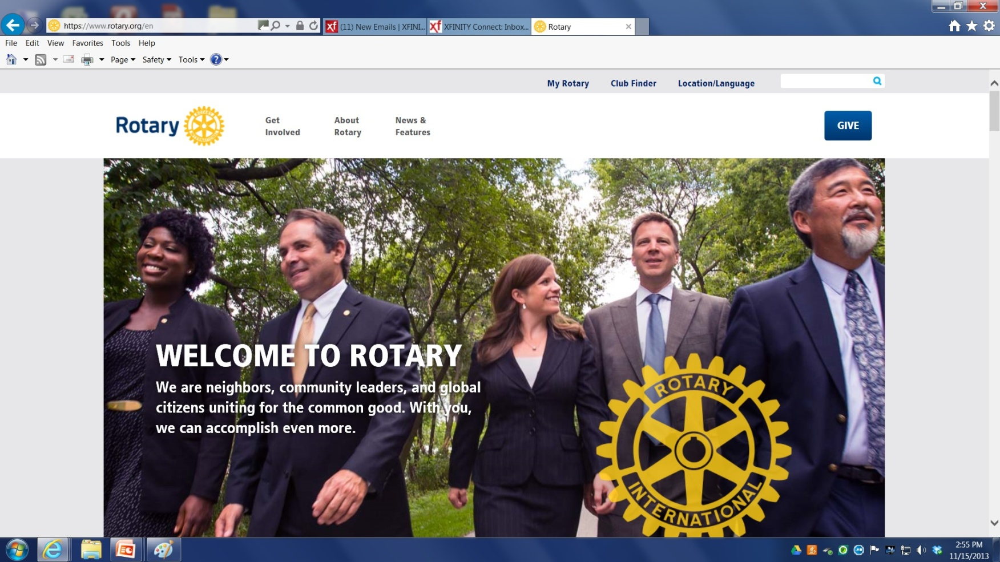 https://www.rotary.org/en
(11) New Emails | XFINI...
XFINITY Connect: Inbox...
Rotary
File Edit View Favorites Tools Help
Page Safety Tools
My Rotary Club Finder Location/Language
Rotary
ROTARY
INTERNATIONAL
Get
Involved
About
Rotary
News &
Features
GIVE
WELCOME TO ROTARY
We are neighbors, community leaders, and global
citizens uniting for the common good. With you,
we can accomplish even more.
ROTARY
INTERNATIONAL
2:55 PM
11/15/2013